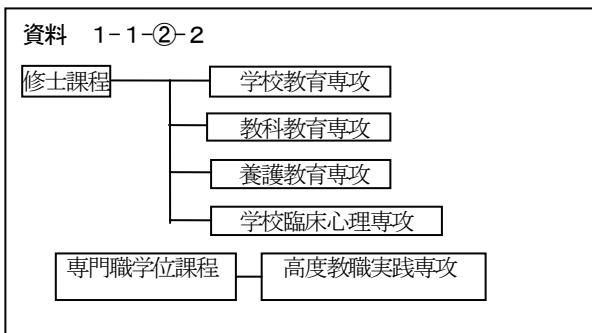 資料 1-1-②-2
修士課程 学校教育専攻
教科教育専攻
養護教育専攻
学校臨床心理専攻
専門職学位課程 高度教職実践専攻